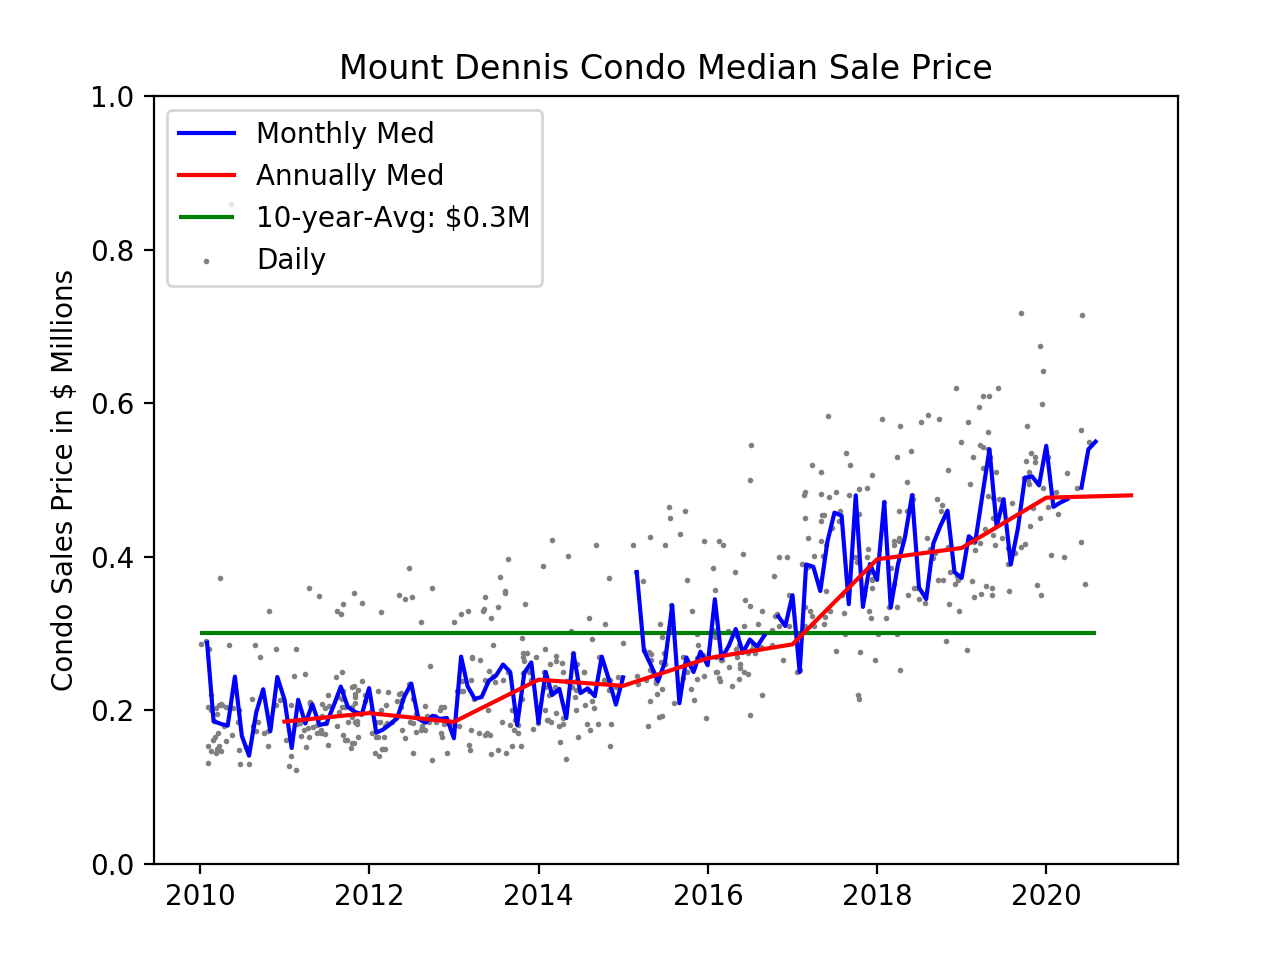 Mount Dennis Condo Median Sale Price
Condo Sales Price in $ Millions
1.0
0.8
0.6
0.4
0.2
0.0
Monthly Med
Annually Med
10-year-Avg: $0.3M
Daily
2010 2012 2014 2016 2018 2020